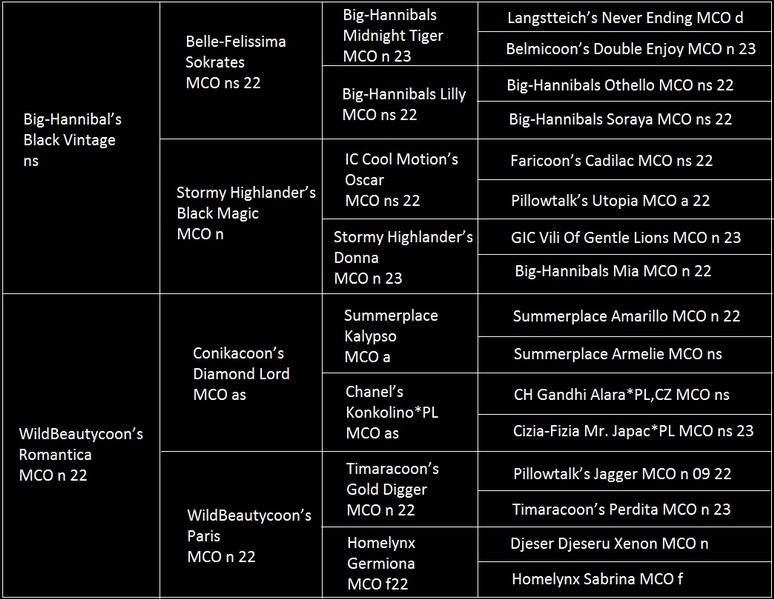 Big-Hannibal's
Black Vintage
ns
Belle-Felissima
Sokrates
MCO ns 22
Big-Hannibals
Midnight Tiger
MCO n 23
Langstteich's Never Ending MCO d
Belmicoon's Double Enjoy MCO n 23
Big-Hannibals Lilly
MCO ns 22
Big-Hannibals Othello MCO ns 22
Big-Hannibals Soraya MCO ns 22
Stormy Highlander's
Black Magic
MCO n
IC Cool Motion's
Oscar
MCO ns 22
Faricoon's Cadilac MCO ns 22
Pillowtalk's Utopia MCO a 22
Stormy Highlander's
Donna
MCO n 23
GIC Vili Of Gentle Lions MCO n 23
Big-Hannibals Mia MCO n 22
WildBeautycoon's
Romantica
MCO n 22
Conikacoon's
Diamond Lord
MCO as
Summerplace
Kalypso
MCO a
Summerplace Amarillo MCO n 22
Summerplace Armelie MCO ns
Chanel's
Konkolino*PL
MCO as
CH Gandhi Alara*PL,CZ MCO ns
Cizia-Fizia Mr. Japac*PL MCO ns 23
WildBeautycoon's
Paris
MCO n 22
Timaracoon's
Gold Digger
MCO n 22
Pillowtalk's Jagger MCO n 09 22
Timaracoon's Perdita MCO n 23
Homelynx
Germiona
MCO f22
Djeser Djeseru Xenon MCO n
Homelynx Sabrina MCO f